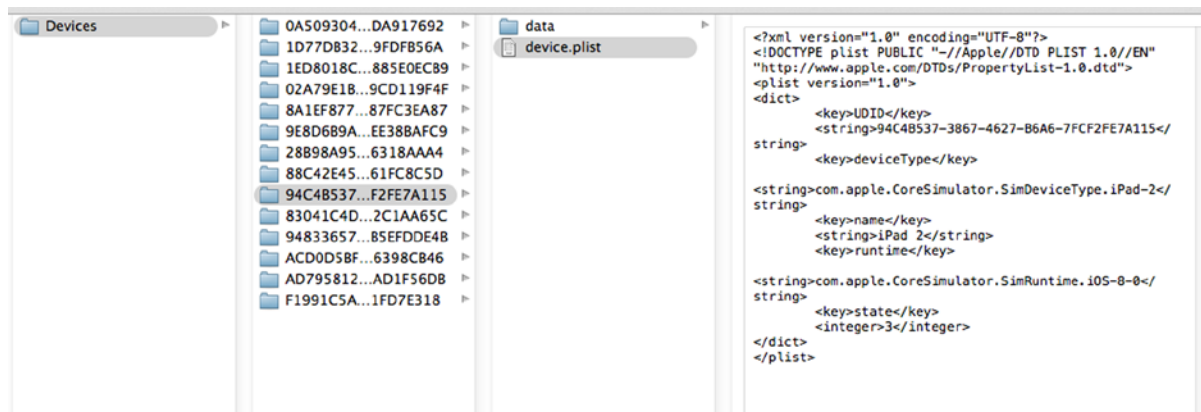 Devices
0A509304...DA917692
1D77DB32...9FDFB56A
1ED8018C...885E0ECB9
02A79E1B...9CD119F4F
8A1EF877...87FC3EA87
9E8D6B9A...EE38BAFC9
28B98A95...6318AAA4
88C42E45...61FC8C5D
94C4B537...F2FE7A115
83041C4D...2C1AA65C
94833657...B5EFDDE4B
ACD0D5BF...6398CB46
AD795812...AD1F56DB
F1991C5A...1FD7E318
data
device.plist
<?xml version="1.0" encoding="UTF-8"?>
<!DOCTYPE plist PUBLIC "-//Apple//DTD PLIST 1.0//EN"
"http://www.apple.com/DTDs/PropertyList-1.0.dtd">
<plist version="1.0">
<dict>
<key>UDID</key>
<string>94C4B537-3867-4627-B6A6-7FCF2FE7A115</
string>
<key>deviceType</key>
<string>com.apple.CoreSimulator.SimDeviceType.iPad-2</
string>
<key>name</key>
<string>iPad 2</string>
<key>runtime</key>
<string>com.apple.CoreSimulator.SimRuntime.iOS-8-0</
string>
<key>state</key>
<integer>3</integer>
</dict>
</plist>